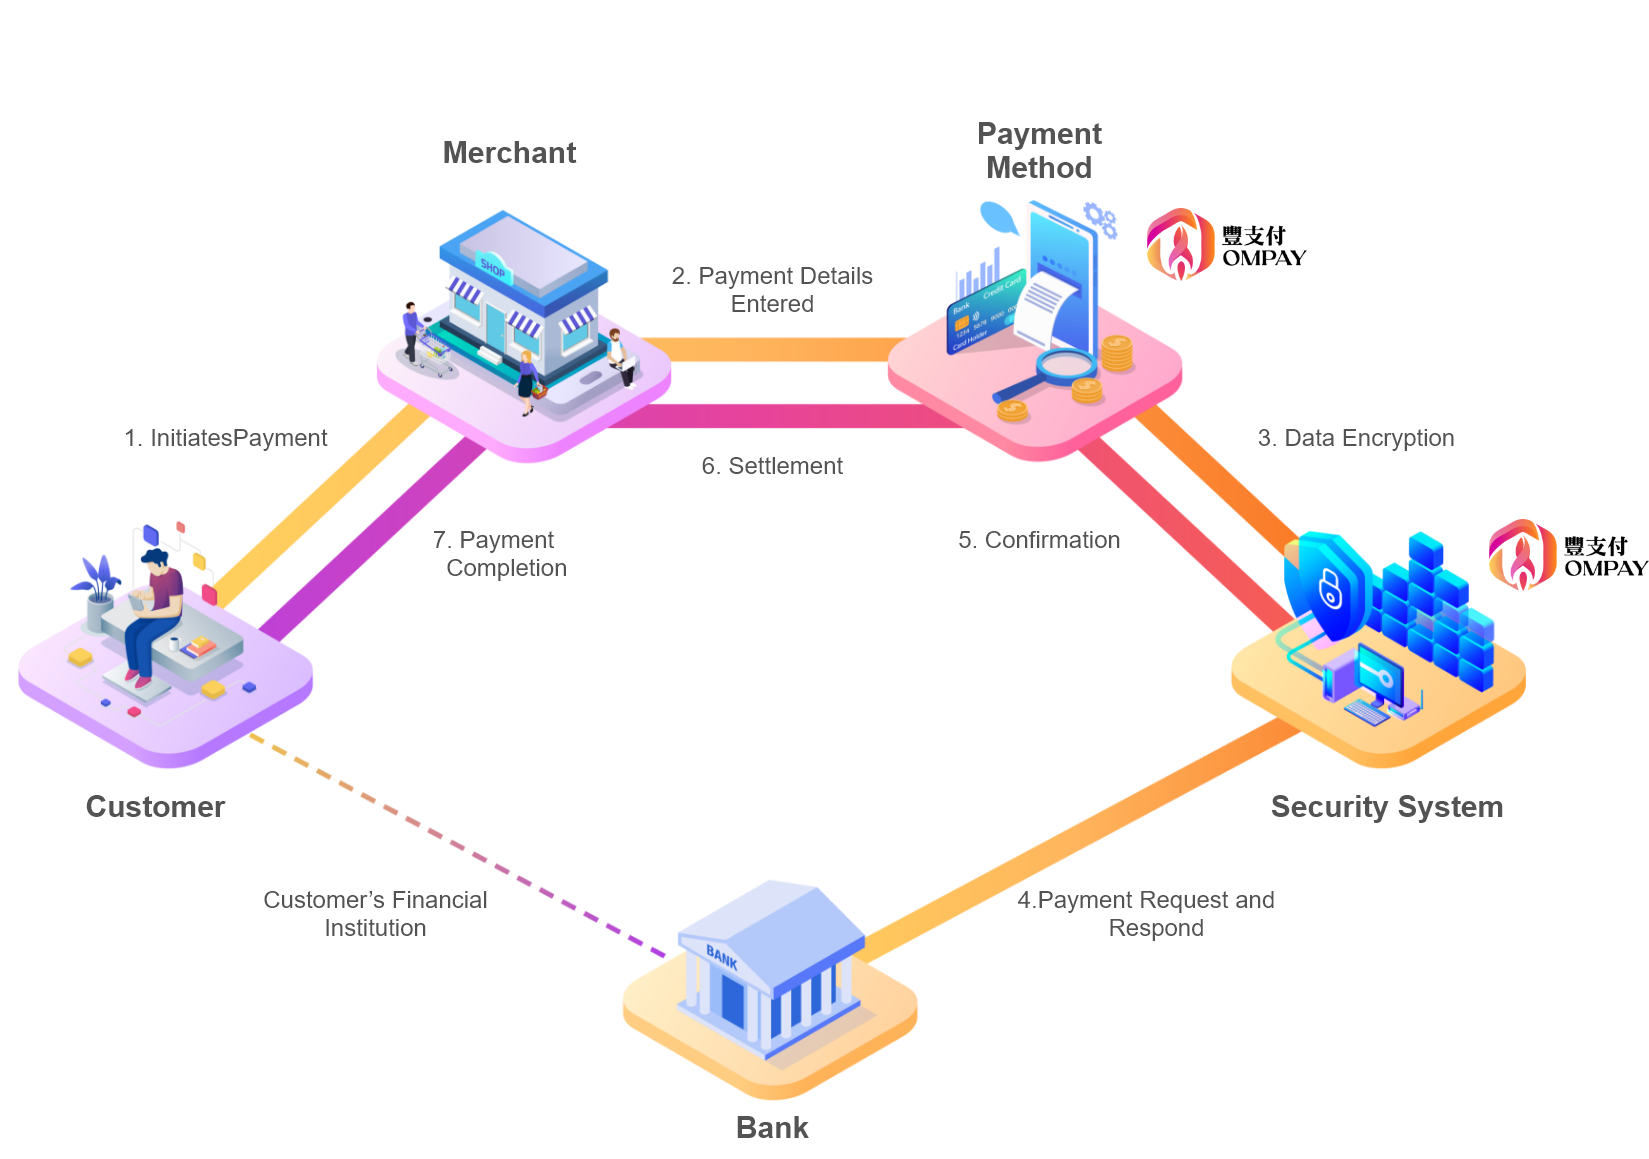 Merchant
Payment
Method
SHOP
2. Payment Details
Entered
Bank
Credit Card
1234 5678 9000
Card Holder
豐支付
OMPAY
1. InitiatesPayment
6. Settlement
3. Data Encryption
7. Payment
Completion
5. Confirmation
豐支付
OMPAY
Customer
Security System
Customer’s Financial
Institution
4.Payment Request and
Respond
BANK
Bank